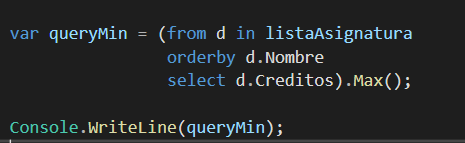 var queryMin = (from d in listaAsignatura
orderby d.Nombre
select d.Creditos).Max();
Console.WriteLine(queryMin);